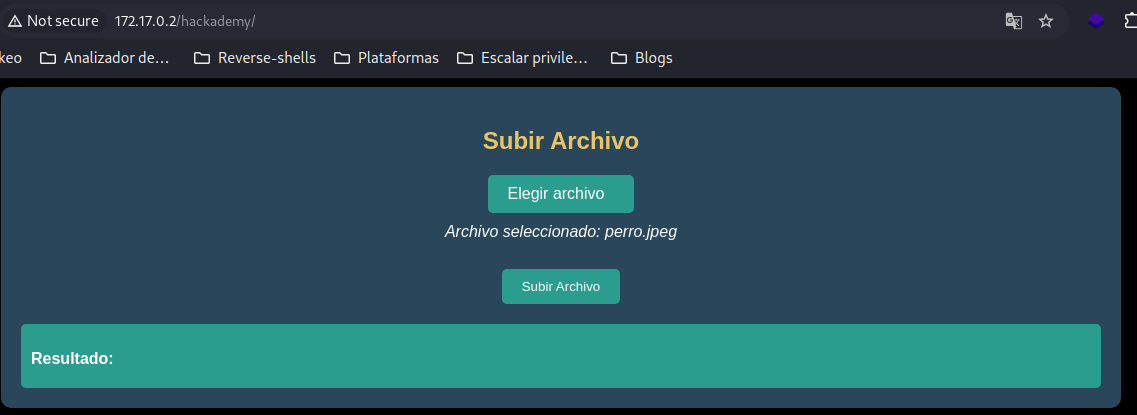 Not secure 172.17.0.2/hackademy/
keo Analizador de… Reverse-shells Plataformas Escalar privile… Blogs
Subir Archivo
Elegir archivo
Archivo seleccionado: perro.jpeg
Subir Archivo
Resultado: